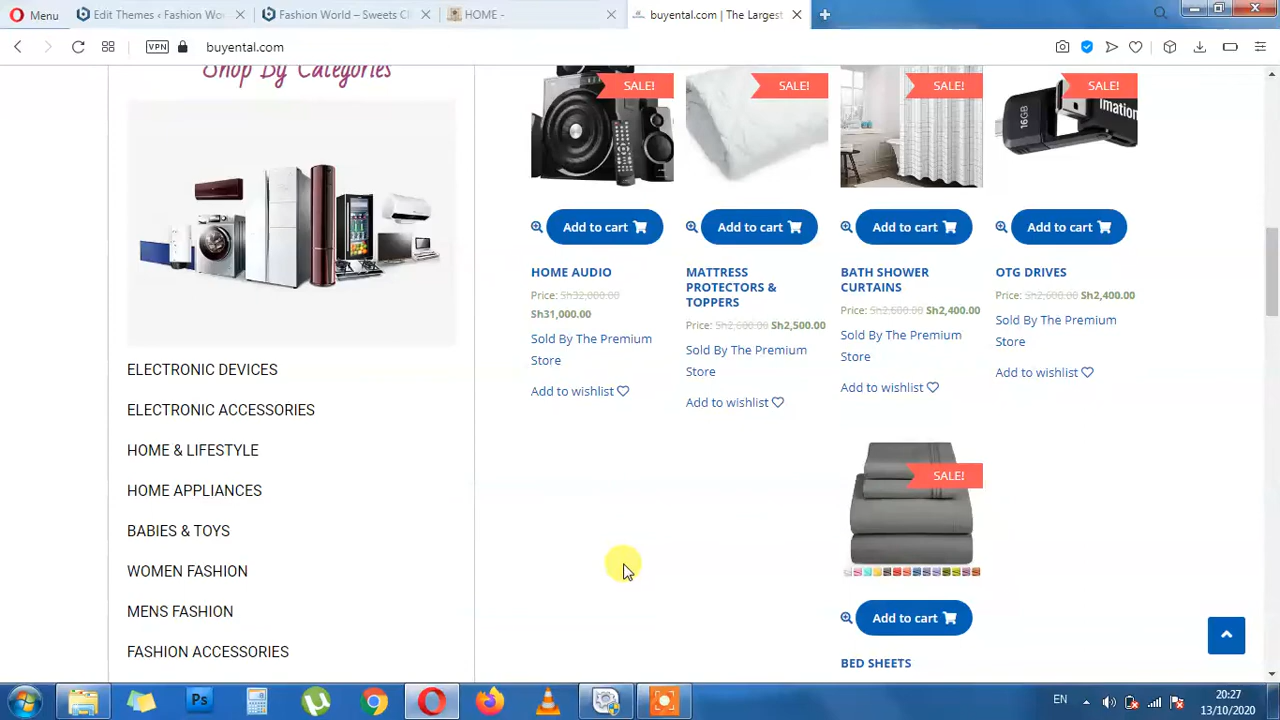 Menu
Edit Themes ‹ Fashion Wo
Fashion World – Sweets C
HOME -
buyental.com | The Largest
VPN
buyental.com
Shop By Categories
SALE!
SALE!
SALE!
SALE!
16GB
Imation
Add to cart
Add to cart
Add to cart
Add to cart
HOME AUDIO
Price: Sh32,000.00
Sh31,000.00
Sold By The Premium
Store
Add to wishlist
MATTRESS
PROTECTORS &
TOPPERS
Price: Sh2,600.00 Sh2,500.00
Sold By The Premium
Store
Add to wishlist
BATH SHOWER
CURTAINS
Price: Sh2,600.00 Sh2,400.00
Sold By The Premium
Store
Add to wishlist
OTG DRIVES
Price: Sh2,600.00 Sh2,400.00
Sold By The Premium
Store
Add to wishlist
ELECTRONIC DEVICES
ELECTRONIC ACCESSORIES
HOME & LIFESTYLE
HOME APPLIANCES
BABIES & TOYS
WOMEN FASHION
MENS FASHION
FASHION ACCESSORIES
SALE!
Add to cart
BED SHEETS
Ps
EN
20:27
13/10/2020